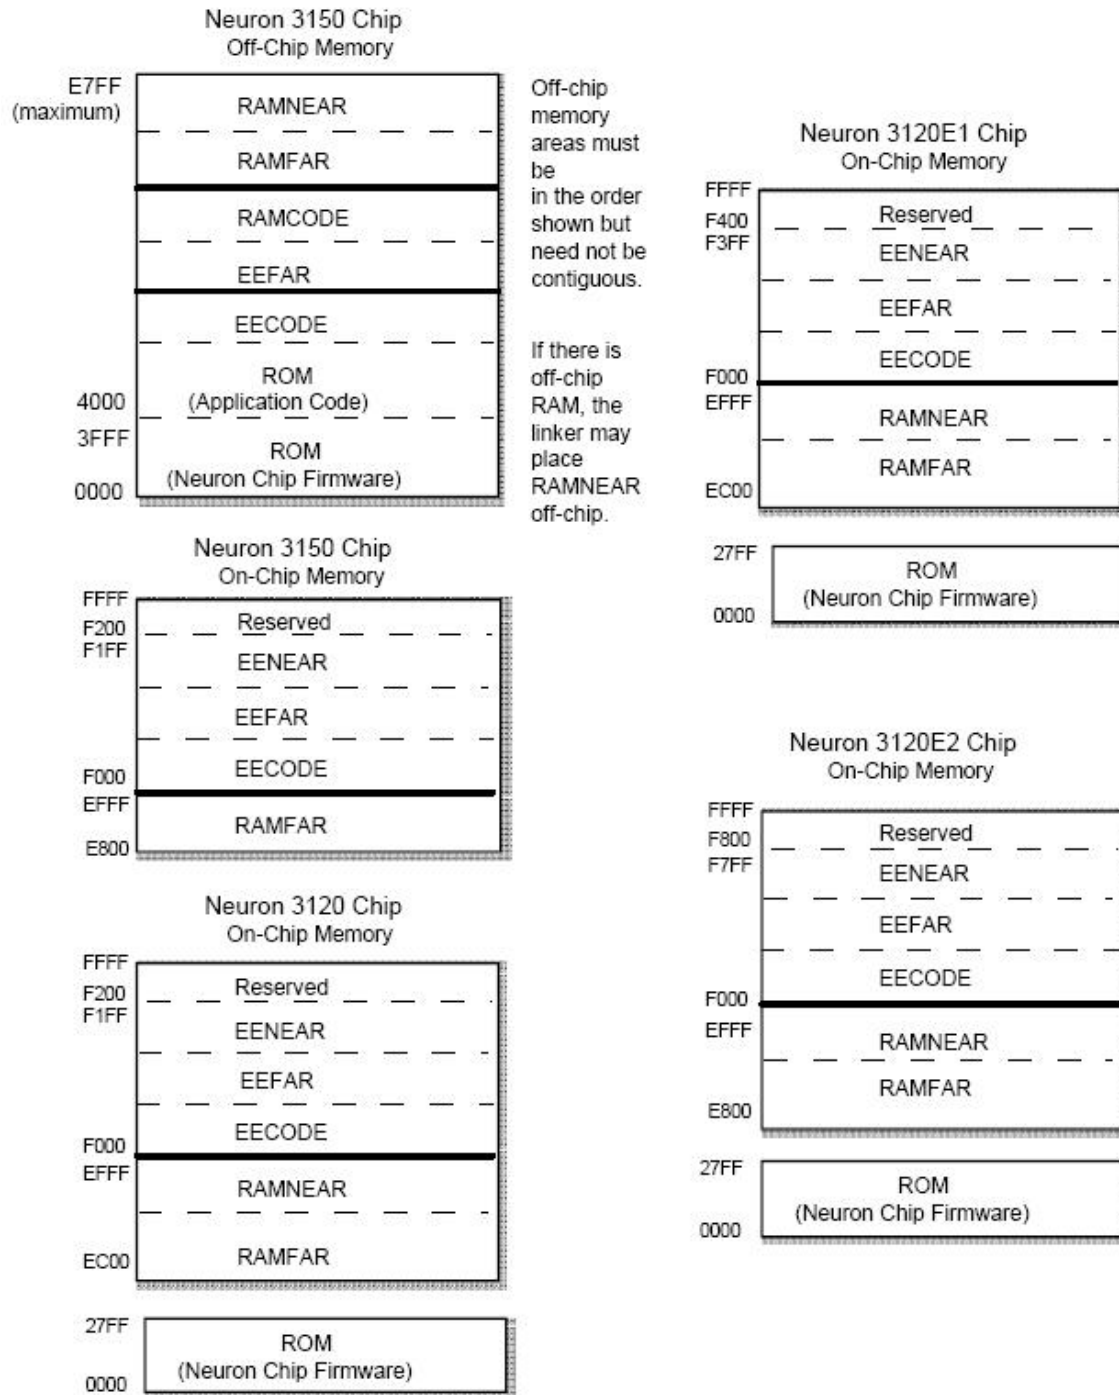 Neuron 3150 Chip
Off-Chip Memory
E7FF
(maximum)
RAMNEAR
RAMFAR
RAMCODE
EEFAR
EECODE
ROM
4000
(Application Code)
3FFF
ROM
(Neuron Chip Firmware)
0000
Off-chip
memory
areas must
be
in the order
shown but
need not be
contiguous.
If there is
off-chip
RAM, the
linker may
place
RAMNEAR
off-chip.
Neuron 3150 Chip
On-Chip Memory
FFFF
Reserved
F200
F1FF
EENEAR
EEFAR
EECODE
F000
EFFF
RAMFAR
E800
Neuron 3120 Chip
On-Chip Memory
FFFF
Reserved
F200
F1FF
EENEAR
EEFAR
EECODE
F000
EFFF
RAMNEAR
RAMFAR
EC00
27FF
ROM
(Neuron Chip Firmware)
0000
Neuron 3120E1 Chip
On-Chip Memory
FFFF
Reserved
F400
F3FF
EENEAR
EEFAR
EECODE
F000
EFFF
RAMNEAR
RAMFAR
EC00
27FF
ROM
(Neuron Chip Firmware)
0000
Neuron 3120E2 Chip
On-Chip Memory
FFFF
Reserved
F800
F7FF
EENEAR
EEFAR
EECODE
F000
EFFF
RAMNEAR
RAMFAR
E800
27FF
ROM
(Neuron Chip Firmware)
0000